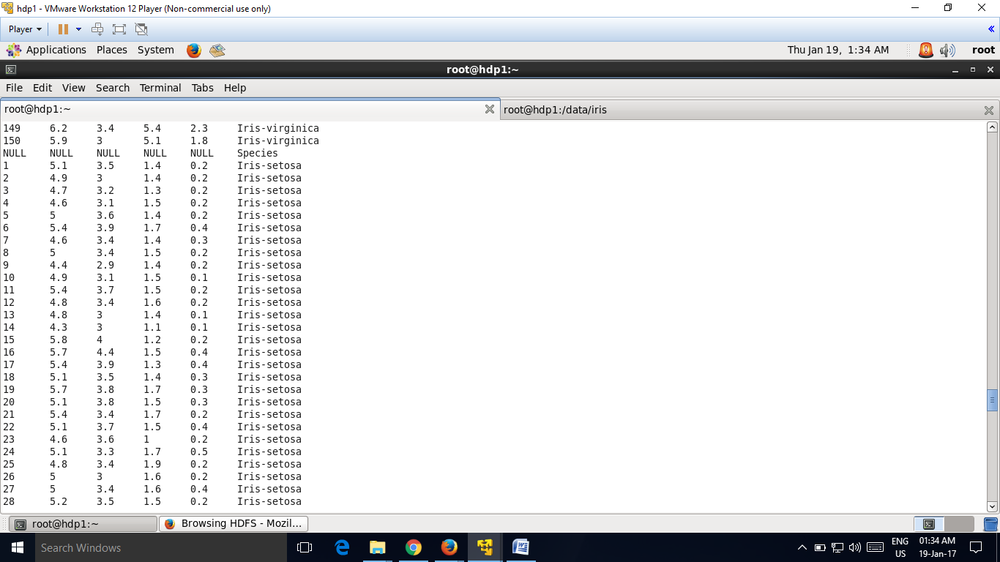 hdp1 - VMware Workstation 12 Player (Non-commercial use only)
Player
Applications Places System Thu Jan 19, 1:34 AM root
root@hdp1:~
File Edit View Search Terminal Tabs Help
root@hdp1:~ root@hdp1:/data/iris
149 6.2 3.4 5.4 2.3 Iris-virginica
150 5.9 3 5.1 1.8 Iris-virginica
NULL NULL NULL NULL NULL Species
1 5.1 3.5 1.4 0.2 Iris-setosa
2 4.9 3 1.4 0.2 Iris-setosa
3 4.7 3.2 1.3 0.2 Iris-setosa
4 4.6 3.1 1.5 0.2 Iris-setosa
5 5 3.6 1.4 0.2 Iris-setosa
6 5.4 3.9 1.7 0.4 Iris-setosa
7 4.6 3.4 1.4 0.3 Iris-setosa
8 5 3.4 1.5 0.2 Iris-setosa
9 4.4 2.9 1.4 0.2 Iris-setosa
10 4.9 3.1 1.5 0.1 Iris-setosa
11 5.4 3.7 1.5 0.2 Iris-setosa
12 4.8 3.4 1.6 0.2 Iris-setosa
13 4.8 3 1.4 0.1 Iris-setosa
14 4.3 3 1.1 0.1 Iris-setosa
15 5.8 4 1.2 0.2 Iris-setosa
16 5.7 4.4 1.5 0.4 Iris-setosa
17 5.4 3.9 1.3 0.4 Iris-setosa
18 5.1 3.5 1.4 0.3 Iris-setosa
19 5.7 3.8 1.7 0.3 Iris-setosa
20 5.1 3.8 1.5 0.3 Iris-setosa
21 5.4 3.4 1.7 0.2 Iris-setosa
22 5.1 3.7 1.5 0.4 Iris-setosa
23 4.6 3.6 1 0.2 Iris-setosa
24 5.1 3.3 1.7 0.5 Iris-setosa
25 4.8 3.4 1.9 0.2 Iris-setosa
26 5 3 1.6 0.2 Iris-setosa
27 5 3.4 1.6 0.4 Iris-setosa
28 5.2 3.5 1.5 0.2 Iris-setosa
root@hdp1:~ Browsing HDFS - Mozil...
Search Windows
ENG 01:34 AM
US 19-Jan-17